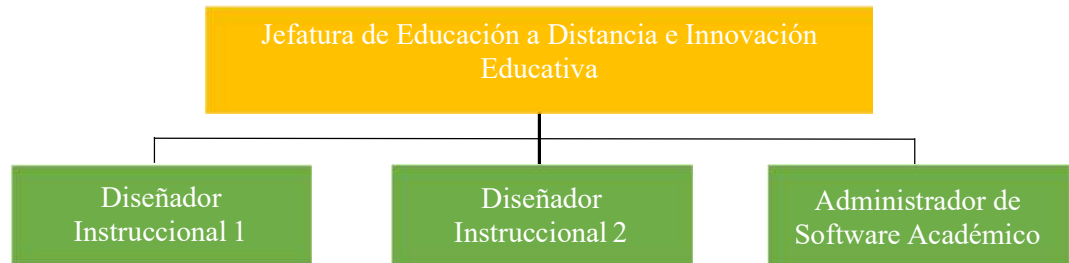 Jefatura de Educación a Distancia e Innovación
Educativa
Diseñador
Instruccional 1
Diseñador
Instruccional 2
Administrador de
Software Académico